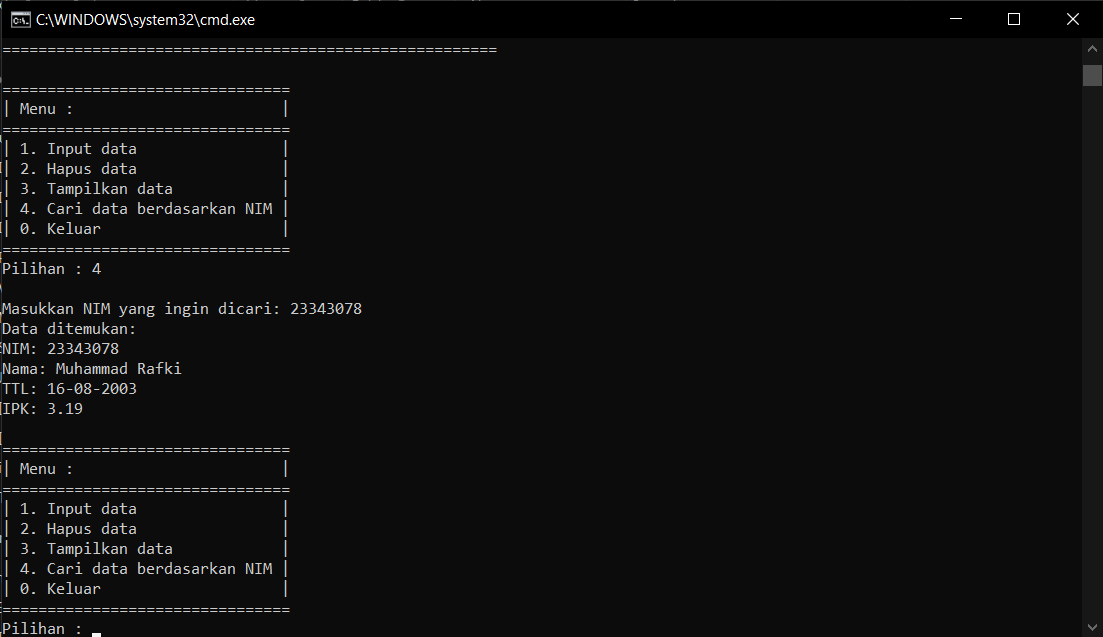 C:\WINDOWS\system32\cmd.exe
=======================================================
================================
| Menu :                       |
================================
| 1. Input data                |
| 2. Hapus data                |
| 3. Tampilkan data            |
| 4. Cari data berdasarkan NIM |
| 0. Keluar                    |
================================
Pilihan : 4
Masukkan NIM yang ingin dicari: 23343078
Data ditemukan:
NIM: 23343078
Nama: Muhammad Rafki
TTL: 16-08-2003
IPK: 3.19
================================
| Menu :                       |
================================
| 1. Input data                |
| 2. Hapus data                |
| 3. Tampilkan data            |
| 4. Cari data berdasarkan NIM |
| 0. Keluar                    |
================================
Pilihan :